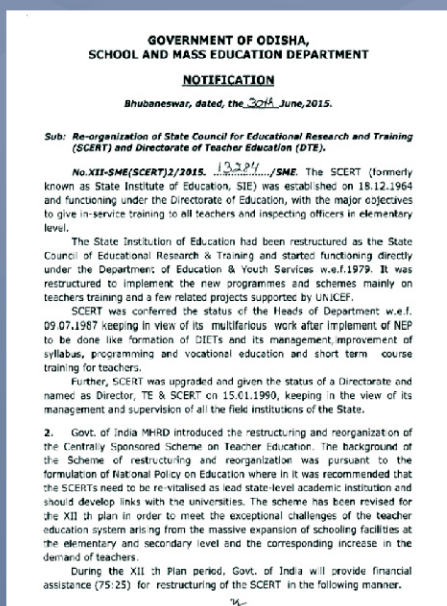 GOVERNMENT OF ODISHA,
SCHOOL AND MASS EDUCATION DEPARTMENT
NOTIFICATION
Bhubaneswar, dated, the 30th June, 2015.
Sub: Re-organization of State Council for Educational Research and Training
(SCERT) and Directorate of Teacher Education (DTE).
No.XII-SME(SCERT)2/2015. 13284 /SME. The SCERT (formerly
known as State Institute of Education, SIE) was established on 18.12.1964
and functioning under the Directorate of Education, with the major objectives
to give in-service training to all teachers and inspecting officers in elementary
level.
The State Institution of Education had been restructured as the State
Council of Educational Research & Training and started functioning directly
under the Department of Education & Youth Services w.e.f.1979. It was
restructured to implement the new programmes and schemes mainly on
teachers training and a few related projects supported by UNICEF.
SCERT was conferred the status of the Heads of Department w.e.f.
09.07.1987 keeping in view of its multifarious work after implement of NEP
to be done like formation of DIETs and its management,improvement of
syllabus, programming and vocational education and short term course
training for teachers.
Further, SCERT was upgraded and given the status of a Directorate and
named as Director, TE & SCERT on 15.01.1990, keeping in the view of its
management and supervision of all the field institutions of the State.
2. Govt. of India MHRD introduced the restructuring and reorganization of
the Centrally Sponsored Scheme on Teacher Education. The background of
the Scheme of restructuring and reorganization was pursuant to the
formulation of National Policy on Education where in it was recommended that
the SCERTs need to be re-vitalised as lead state-level academic institution and
should develop links with the universities. The scheme has been revised for
the XII th plan in order to meet the exceptional challenges of the teacher
education system arising from the massive expansion of schooling facilities at
the elementary and secondary level and the corresponding increase in the
demand of teachers.
During the XII th Plan period, Govt. of India will provide financial
assistance (75:25) for restructuring of the SCERT in the following manner.